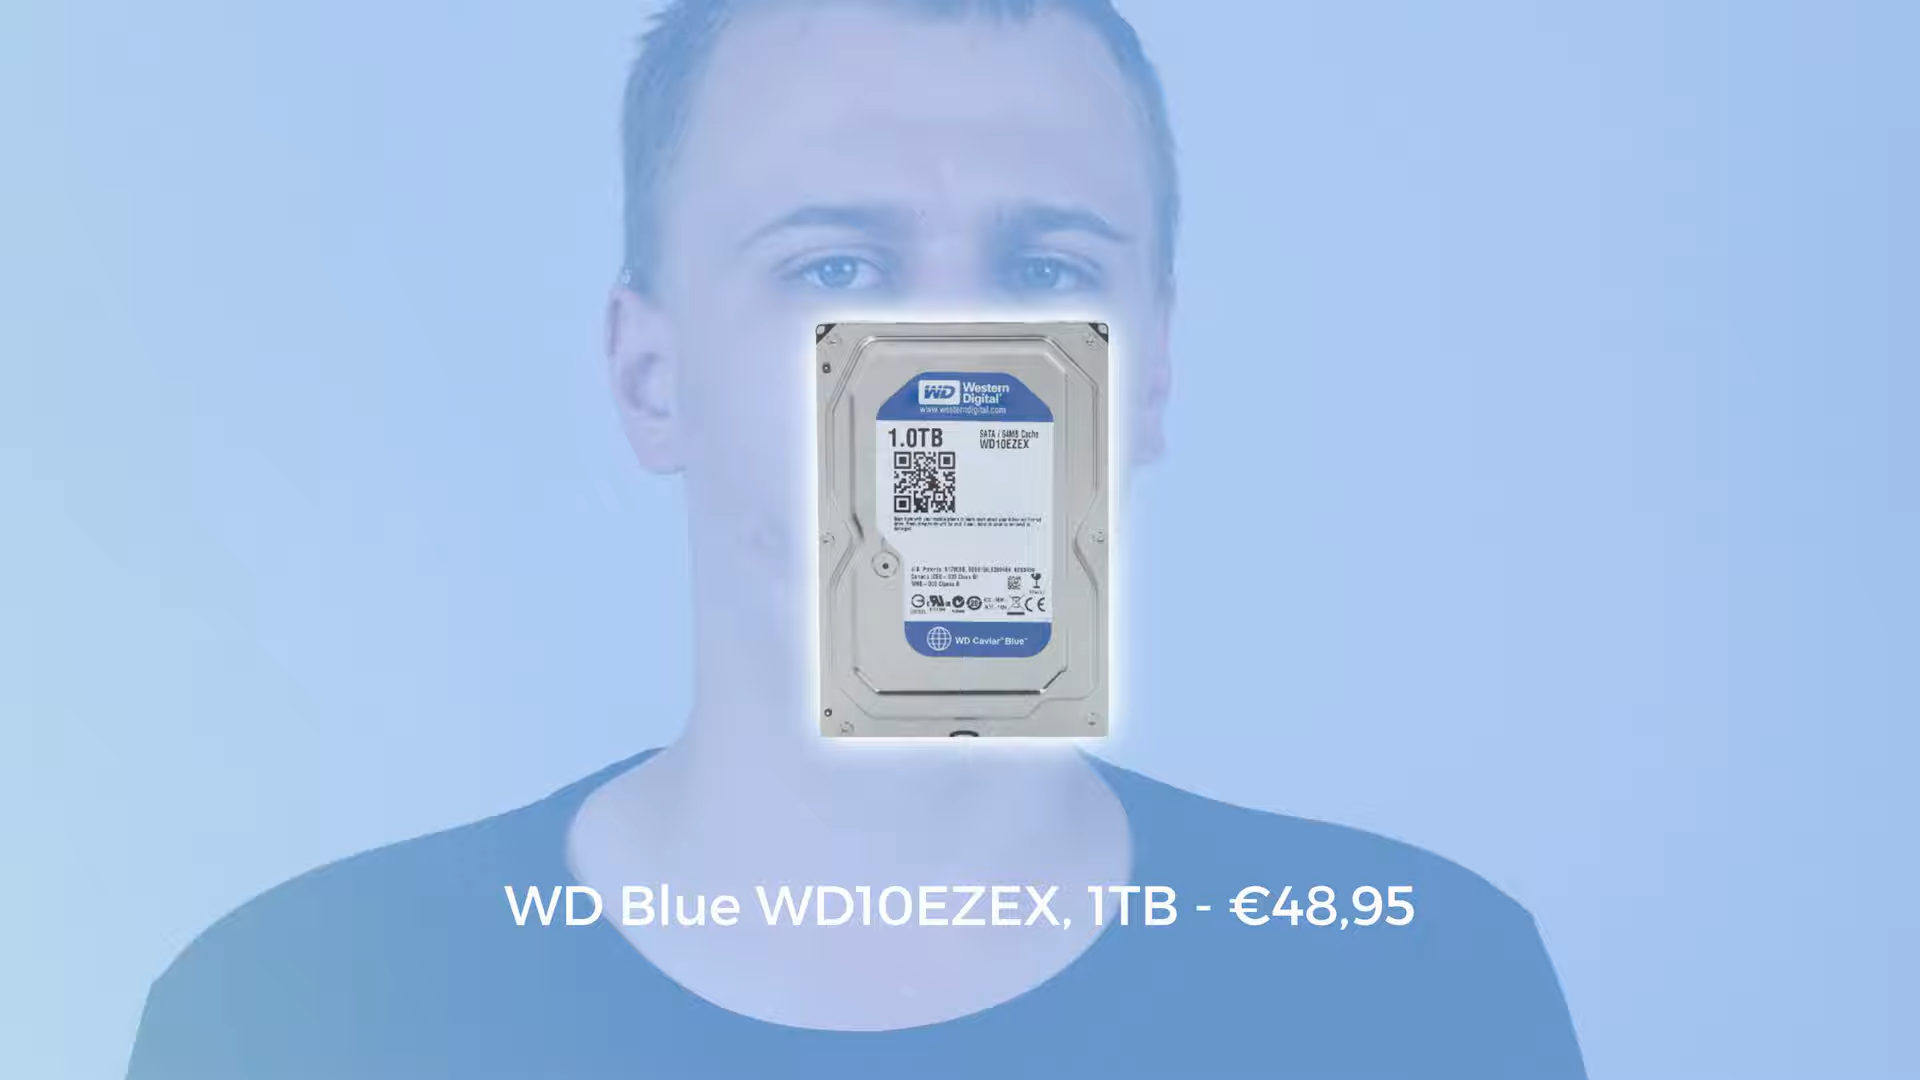 WD Western
Digital
www.westerndigital.com
1.0TB
SATA / 64MB Cache
WD10EZEX
WD Caviar Blue
WD Blue WD10EZEX, 1TB - €48,95